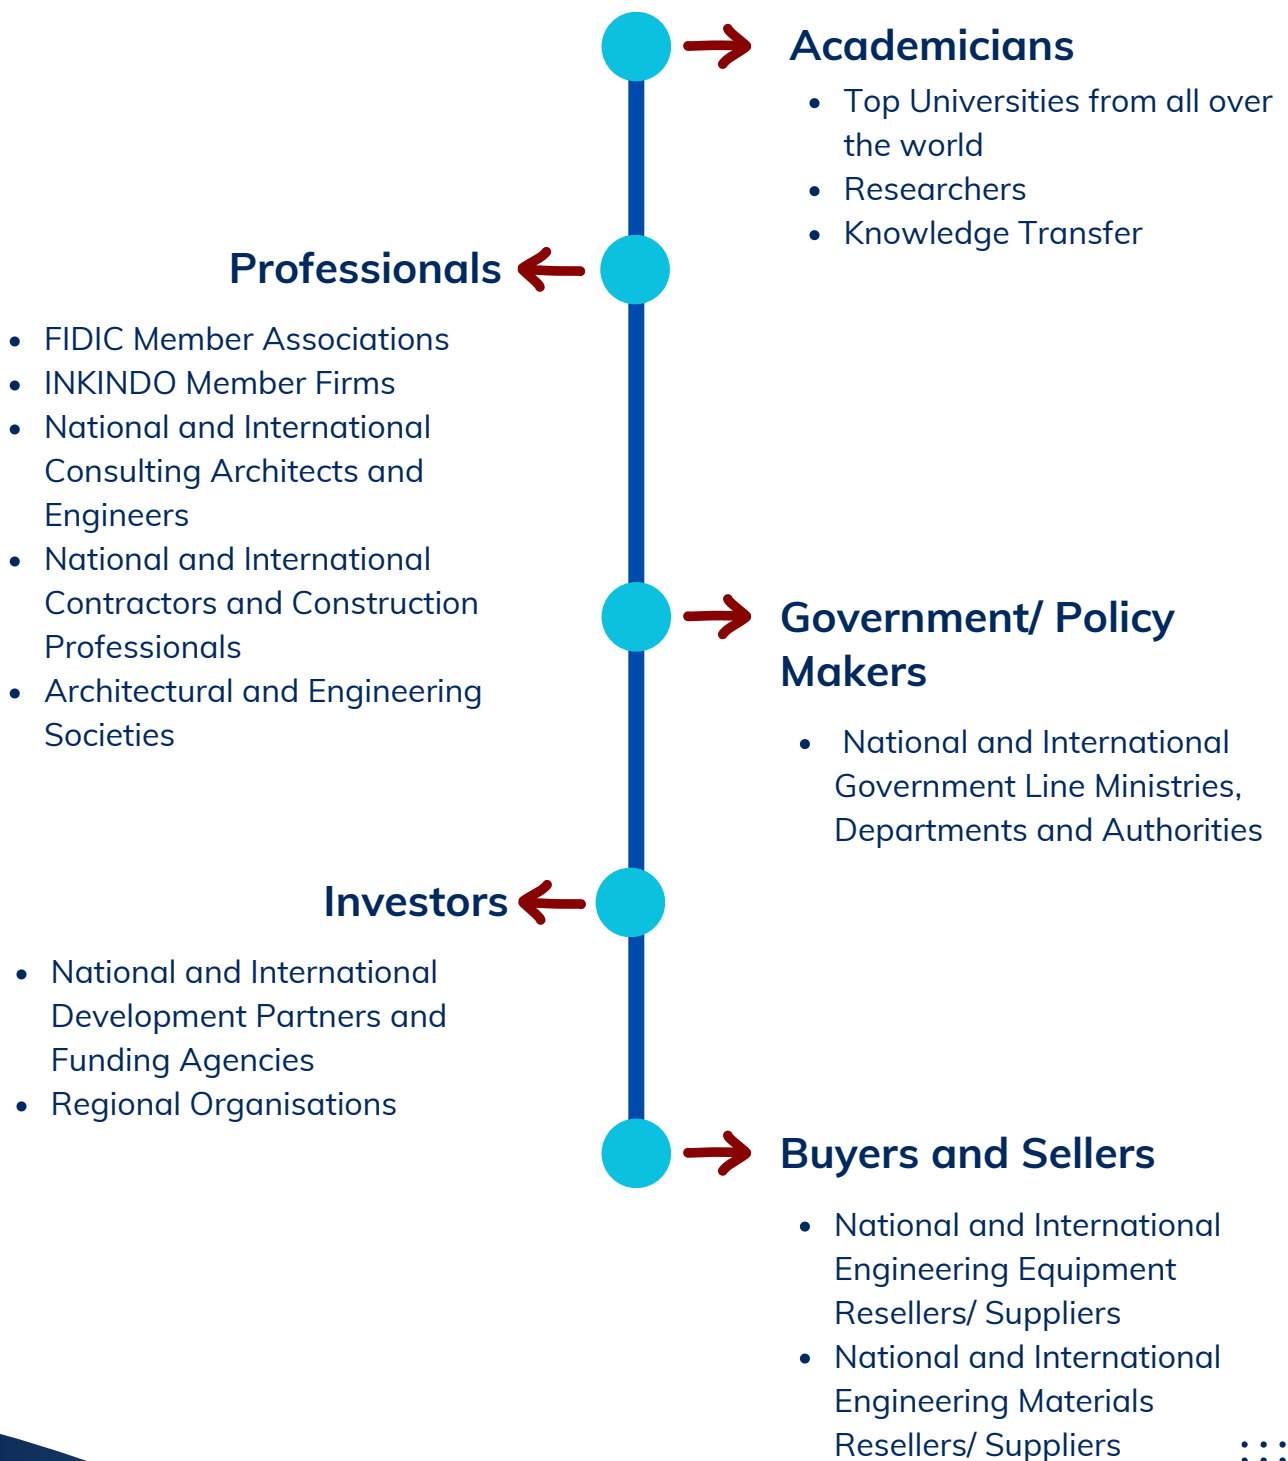 Academicians
• Top Universities from all over
the world
• Researchers
• Knowledge Transfer
Professionals
• FIDIC Member Associations
• INKINDO Member Firms
• National and International
Consulting Architects and
Engineers
• National and International
Contractors and Construction
Professionals
• Architectural and Engineering
Societies
Government/ Policy
Makers
• National and International
Government Line Ministries,
Departments and Authorities
Investors
• National and International
Development Partners and
Funding Agencies
• Regional Organisations
Buyers and Sellers
• National and International
Engineering Equipment
Resellers/ Suppliers
• National and International
Engineering Materials
Resellers/ Suppliers